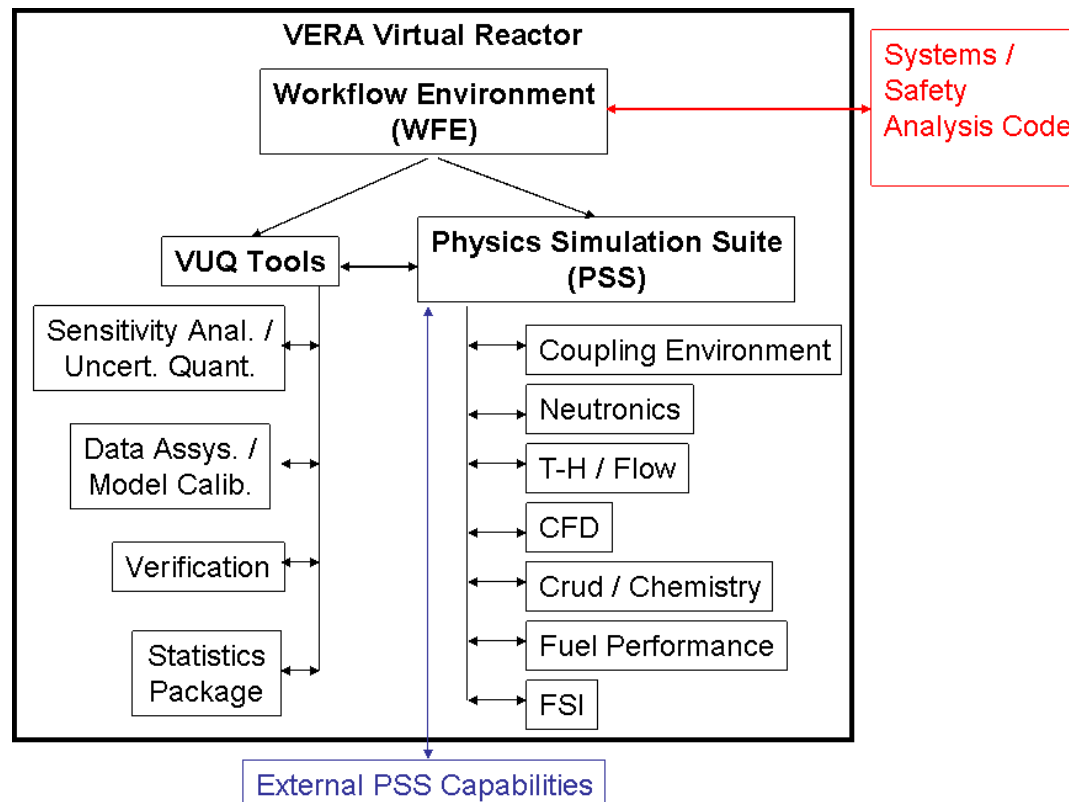 VERA Virtual Reactor
Workflow Environment
(WFE)
Systems /
Safety
Analysis Code
VUQ Tools
Physics Simulation Suite
(PSS)
Sensitivity Anal. /
Uncert. Quant.
Data Assys. /
Model Calib.
Verification
Statistics
Package
Coupling Environment
Neutronics
T-H / Flow
CFD
Crud / Chemistry
Fuel Performance
FSI
External PSS Capabilities